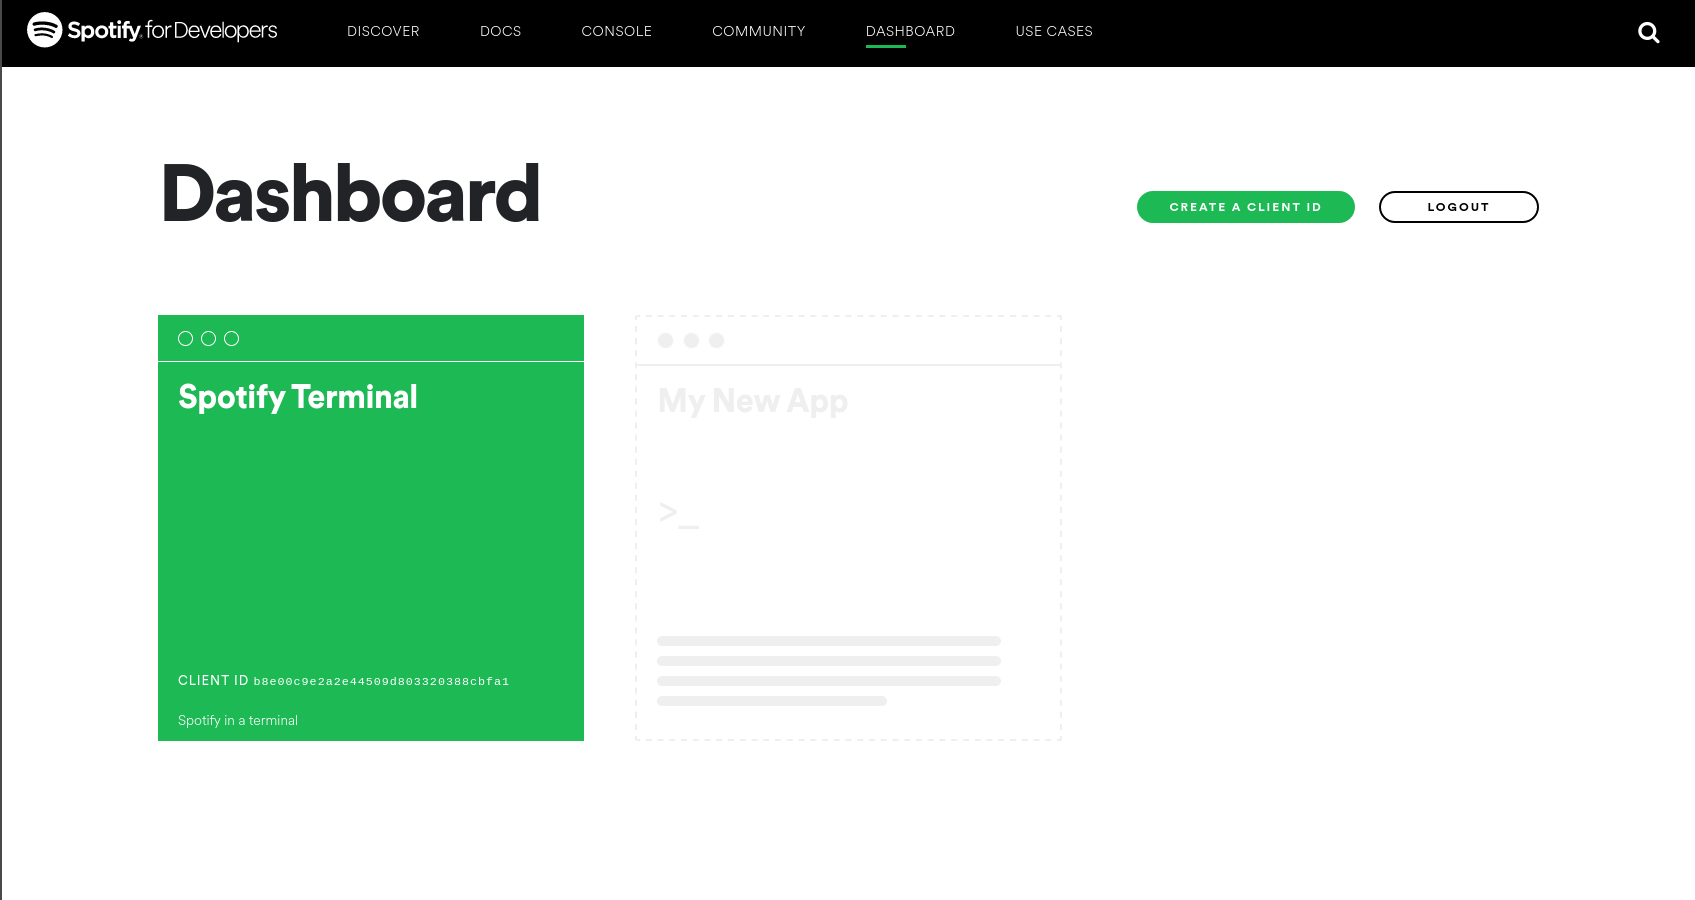 Spotify® for Developers
DISCOVER
DOCS
CONSOLE
COMMUNITY
DASHBOARD
USE CASES
Dashboard
CREATE A CLIENT ID
LOGOUT
Spotify Terminal
CLIENT ID b8e00c9e2a2e44509d803320388cbfa1
Spotify in a terminal
My New App
>_